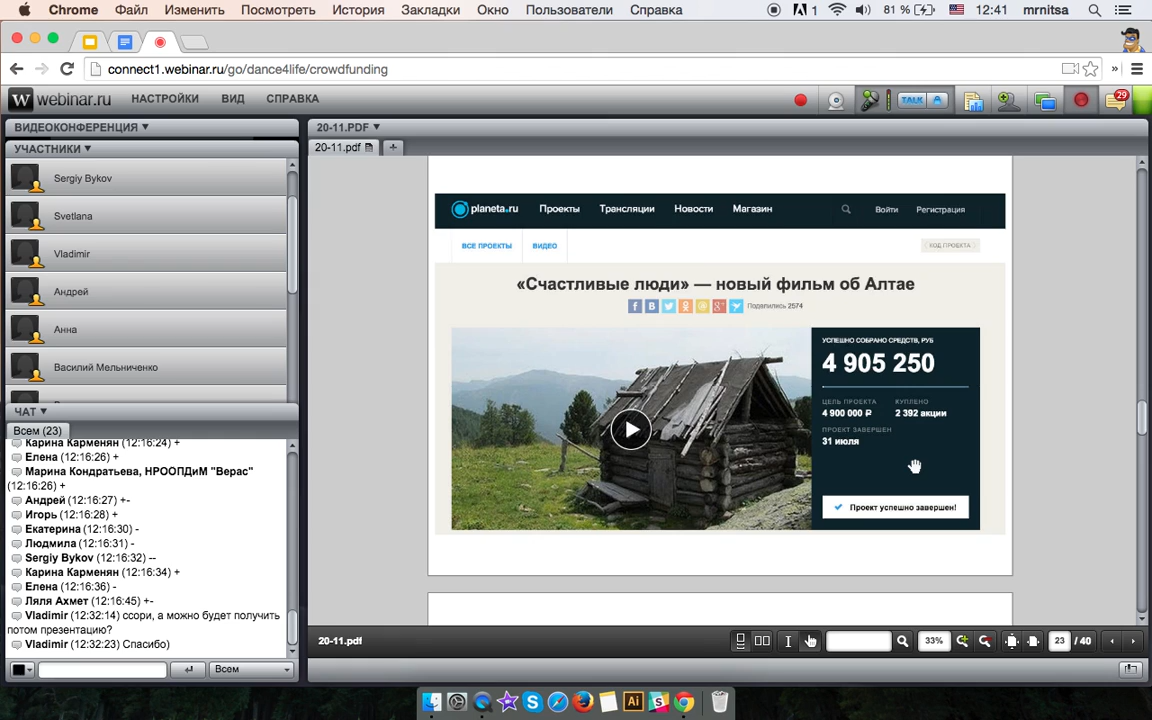 Chrome Файл Изменить Посмотреть История Закладки Окно Пользователи Справка 1 81 % 12:41 mrnitsa
connect1.webinar.ru/go/dance4life/crowdfunding »
W webinar.ru НАСТРОЙКИ ВИД СПРАВКА TALK 29
ВИДЕОКОНФЕРЕНЦИЯ
УЧАСТНИКИ
Sergiy Bykov
Svetlana
Vladimir
Андрей
Анна
Василий Мельниченко
ЧАТ
Всем (23)
Карина Карменян (12:16:24) +
Елена (12:16:26) +
Марина Кондратьева, НРООПДиМ "Верас"
(12:16:26) +
Андрей (12:16:27) +-
Игорь (12:16:28) +
Екатерина (12:16:30) -
Людмила (12:16:31) -
Sergiy Bykov (12:16:32) --
Карина Карменян (12:16:34) +
Елена (12:16:36) -
Ляля Ахмет (12:16:45) +-
Vladimir (12:32:14) ссори, а можно будет получить
потом презентацию?
Vladimir (12:32:23) Спасибо)
Всем
20-11.PDF
20-11.pdf +
planeta.ru Проекты Трансляции Новости Магазин Войти Регистрация
ВСЕ ПРОЕКТЫ ВИДЕО КОД ПРОЕКТА
«Счастливые люди» — новый фильм об Алтае
Поделились 2574
УСПЕШНО СОБРАНО СРЕДСТВ, РУБ
4 905 250
ЦЕЛЬ ПРОЕКТА КУПЛЕНО
4 900 000 ₽ 2 392 акции
ПРОЕКТ ЗАВЕРШЕН
31 июля
Проект успешно завершен!
20-11.pdf 33% 23 / 40
Ai